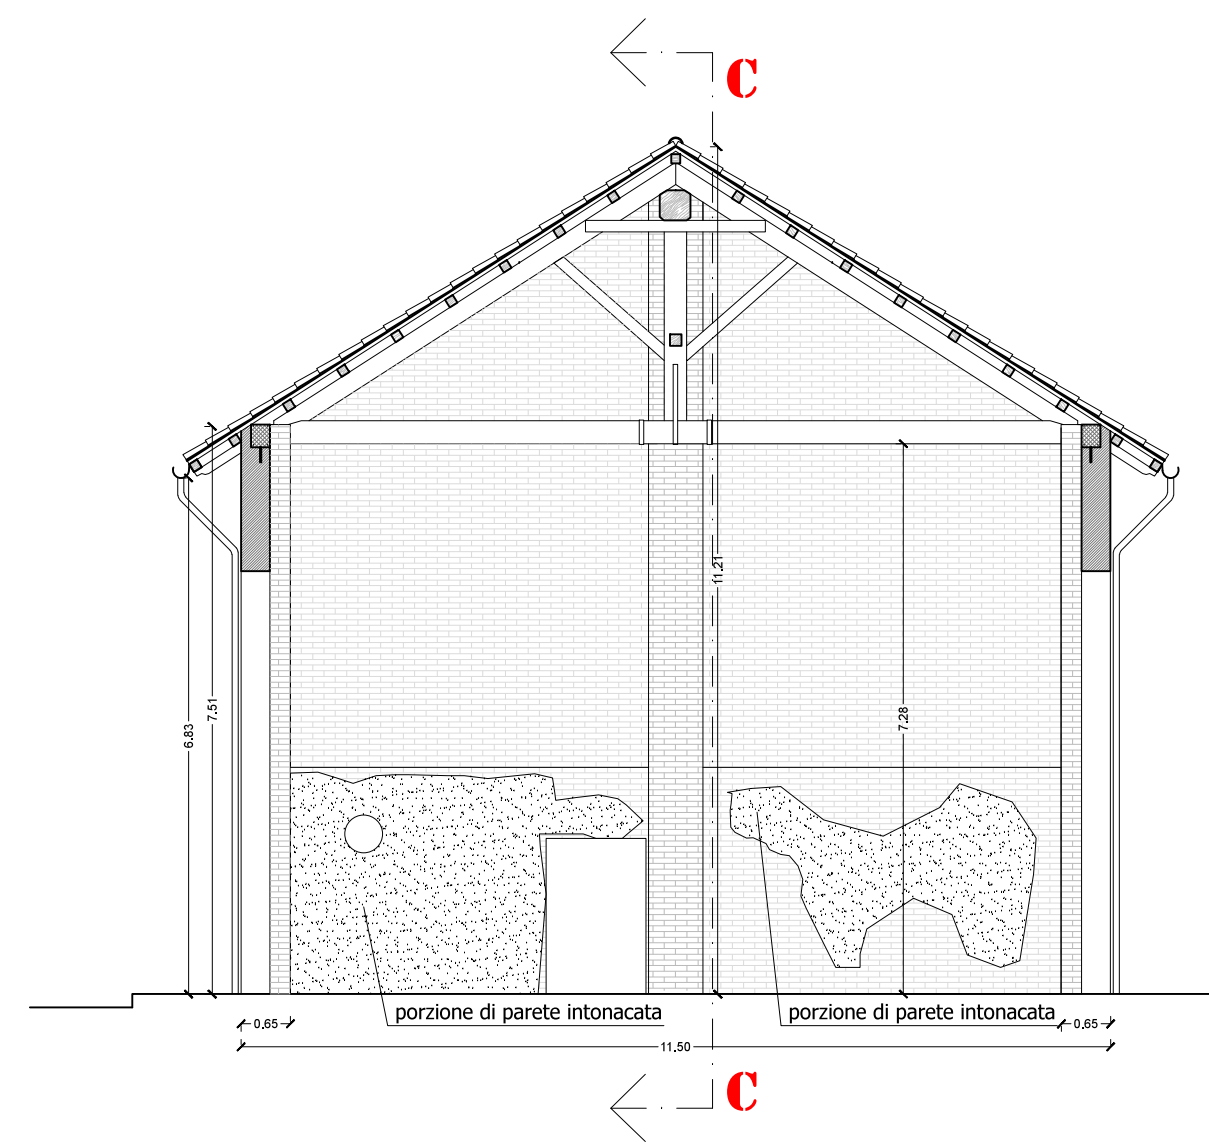 C
11.21
7.51
6.83
7.28
porzione di parete intonacata
porzione di parete intonacata
0.65
0.65
11.50
C